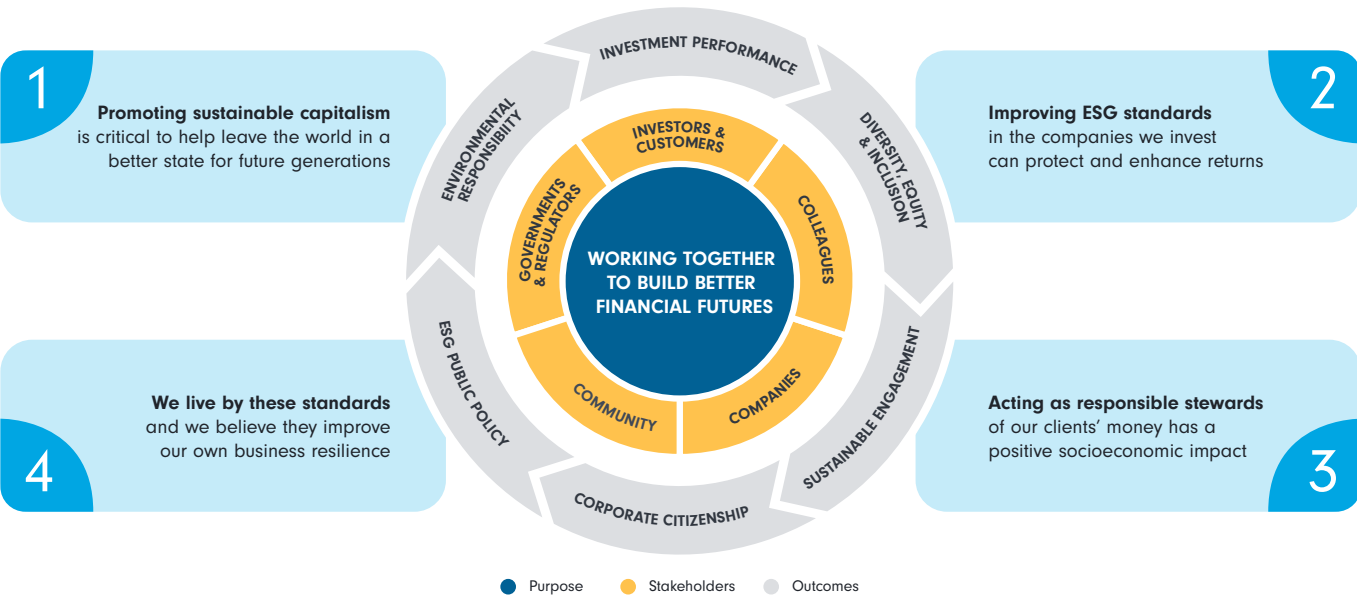 1
Promoting sustainable capitalism
is critical to help leave the world in a
better state for future generations
2
Improving ESG standards
in the companies we invest
can protect and enhance returns
INVESTMENT PERFORMANCE
DIVERSITY, EQUITY
& INCLUSION
SUSTAINABLE ENGAGEMENT
CORPORATE CITIZENSHIP
ESG PUBLIC POLICY
ENVIRONMENTAL
RESPONSIBIITY
INVESTORS &
CUSTOMERS
COLLEAGUES
COMPANIES
COMMUNITY
GOVERNMENTS
& REGULATORS
WORKING TOGETHER
TO BUILD BETTER
FINANCIAL FUTURES
We live by these standards
and we believe they improve
our own business resilience
4
Acting as responsible stewards
of our clients’ money has a
positive socioeconomic impact
3
Purpose
Stakeholders
Outcomes